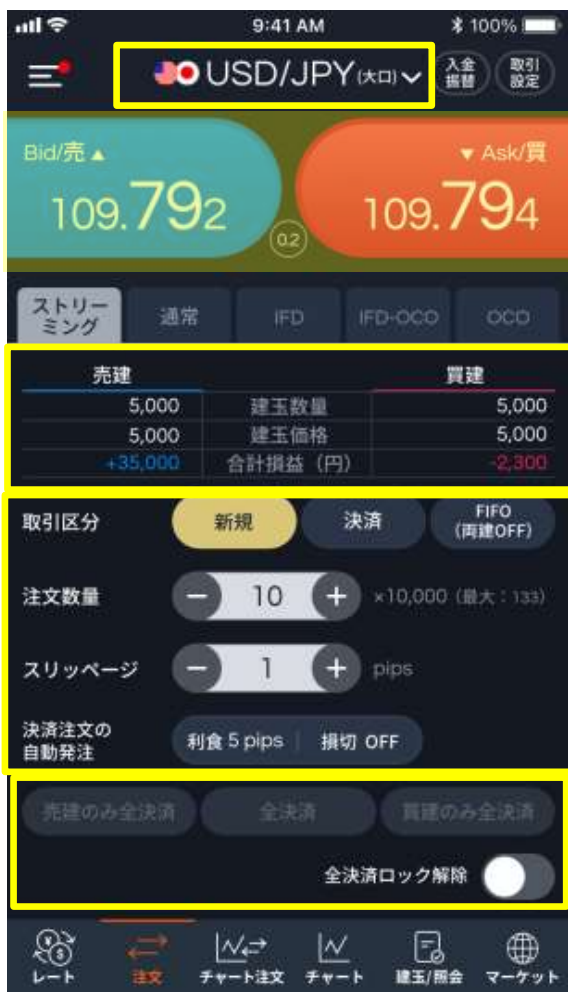 9:41 AM
100%
USD/JPY(大口)
入金
振替
取引
設定
Bid/売▲
▼Ask/買
109.792
109.794
0.2
ストリー
ミング
通常
IFD
IFD-OCO
OCO
売建
買建
5,000 建玉数量 5,000
5,000 建玉価格 5,000
+35,000 合計損益（円） -2,300
取引区分
新規
決済
FIFO
(両建OFF)
注文数量
− 10 + ×10,000（最大：133）
スリッページ
− 1 + pips
決済注文の
自動発注
利食 5 pips
損切 OFF
売建のみ全決済
全決済
買建のみ全決済
全決済ロック解除
レート
注文
チャート注文
チャート
建玉/照会
マーケット